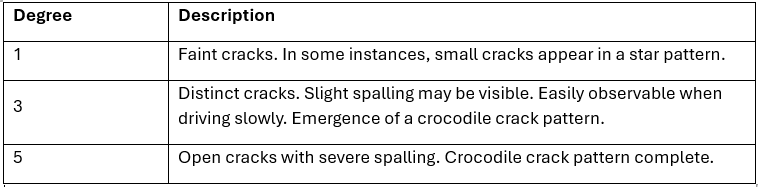 Degree Description
1 Faint cracks. In some instances, small cracks appear in a star pattern.
Distinct cracks. Slight spalling may be visible. Easily observable when
3
driving slowly. Emergence of a crocodile crack pattern.
5 Open cracks with severe spalling. Crocodile crack pattern complete.